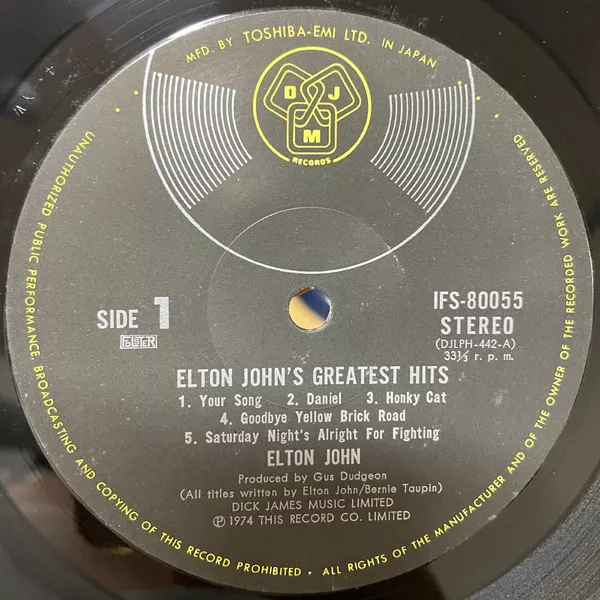 MFD. BY TOSHIBA-EMI LTD. IN JAPAN
D J
M
RECORDS
UNAUTHORIZED PUBLIC PERFORMANCE, BROADCASTING AND COPYING OF THIS RECORD PROHIBITED • ALL RIGHTS OF THE MANUFACTURER AND OF THE OWNER OF THE RECORDED WORK ARE RESERVED
SIDE 1
IFS-80055
STEREO
(DJLPH-442-A)
33⅓ r. p. m.
ELTON JOHN'S GREATEST HITS
1. Your Song 2. Daniel 3. Honky Cat
4. Goodbye Yellow Brick Road
5. Saturday Night's Alright For Fighting
ELTON JOHN
Produced by Gus Dudgeon
(All titles written by Elton John/Bernie Taupin)
DICK JAMES MUSIC LIMITED
Ⓟ 1974 THIS RECORD CO. LIMITED